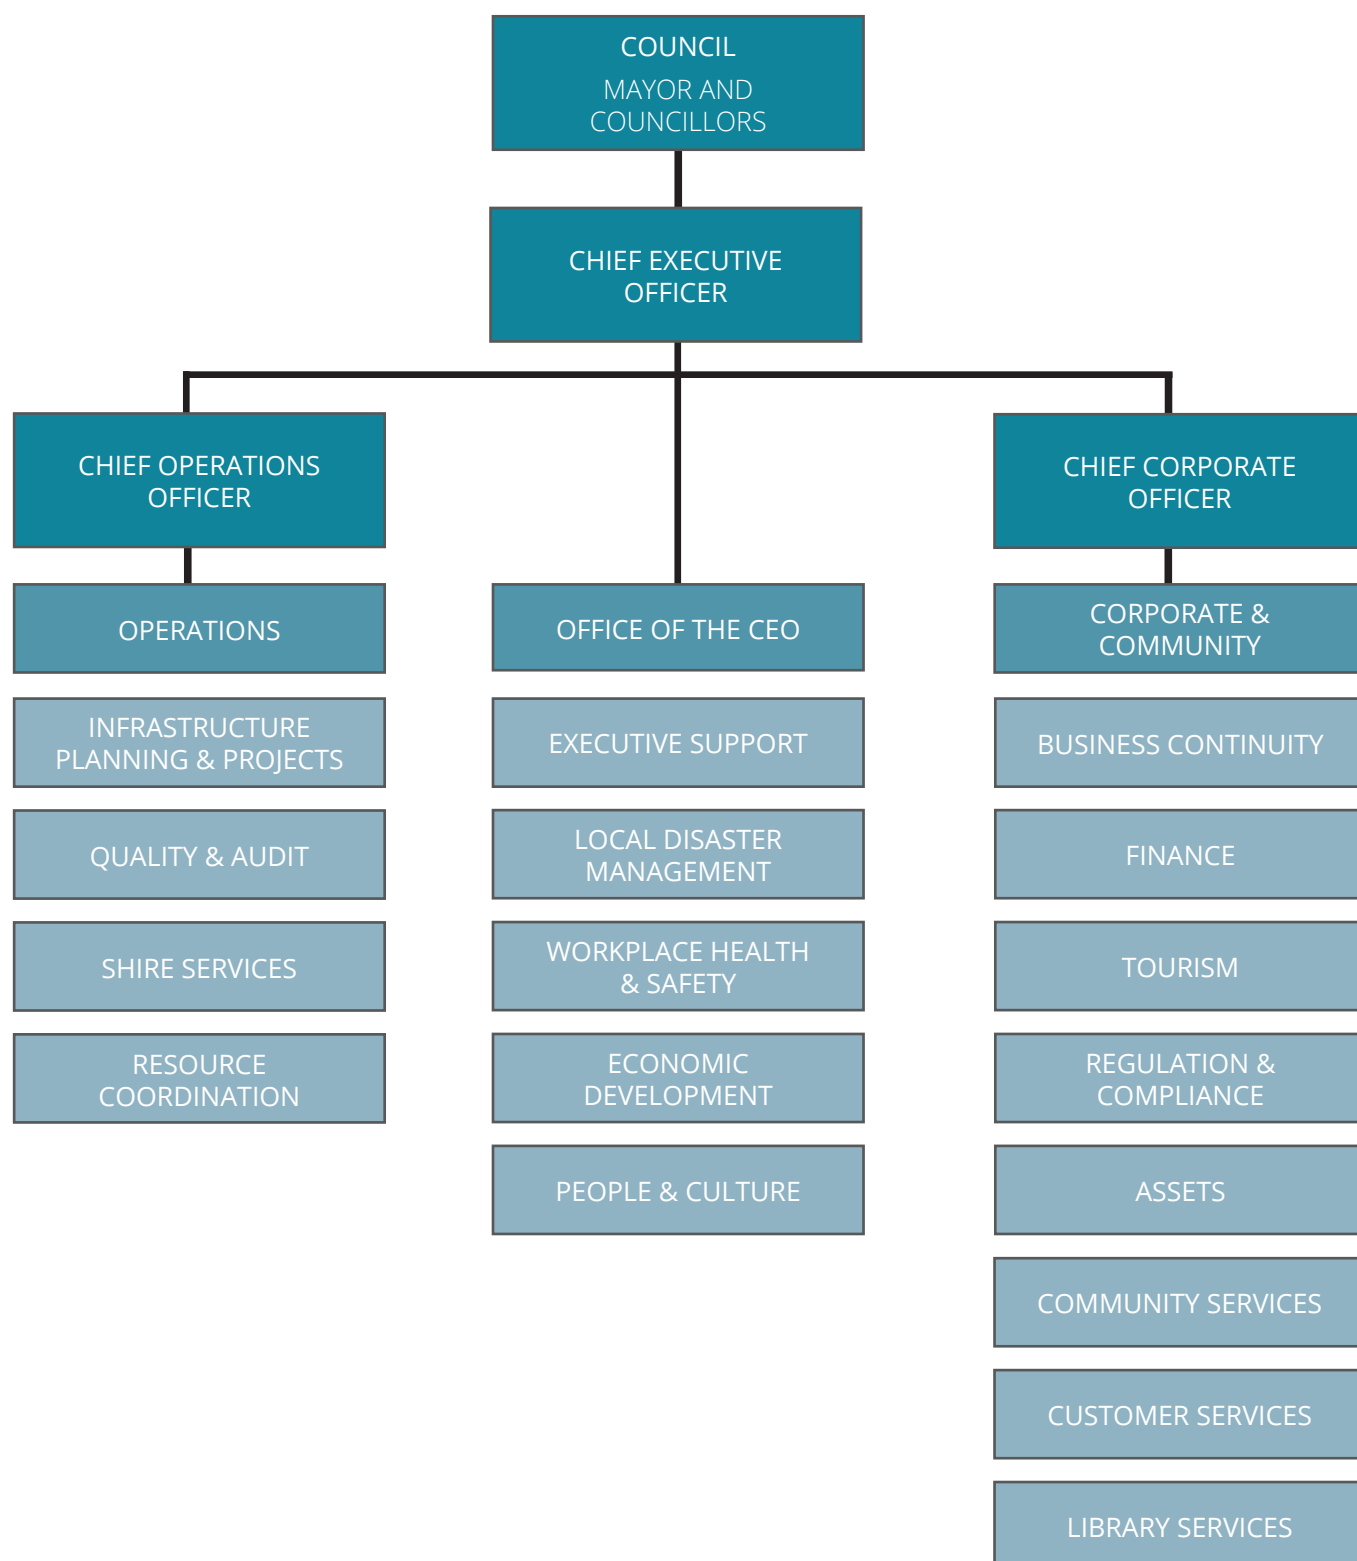 COUNCIL
MAYOR AND
COUNCILLORS
CHIEF EXECUTIVE
OFFICER
CHIEF OPERATIONS
OFFICER
CHIEF CORPORATE
OFFICER
OPERATIONS
INFRASTRUCTURE
PLANNING & PROJECTS
QUALITY & AUDIT
SHIRE SERVICES
RESOURCE
COORDINATION
OFFICE OF THE CEO
EXECUTIVE SUPPORT
LOCAL DISASTER
MANAGEMENT
WORKPLACE HEALTH
& SAFETY
ECONOMIC
DEVELOPMENT
PEOPLE & CULTURE
CORPORATE &
COMMUNITY
BUSINESS CONTINUITY
FINANCE
TOURISM
REGULATION &
COMPLIANCE
ASSETS
COMMUNITY SERVICES
CUSTOMER SERVICES
LIBRARY SERVICES